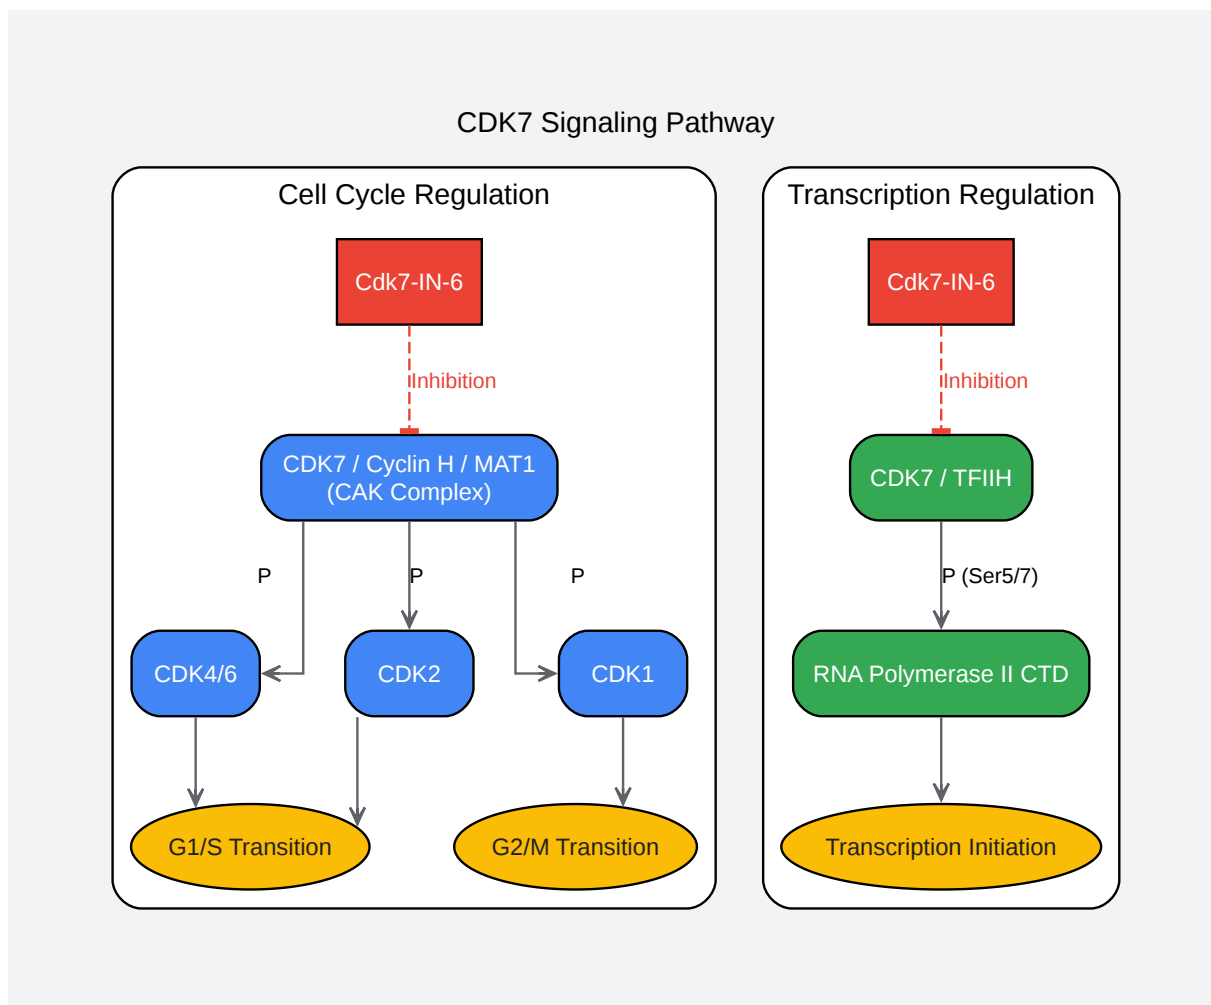 CDK7 Signaling Pathway
Cell Cycle Regulation
Cdk7-IN-6
Inhibition
CDK7 / Cyclin H / MAT1
(CAK Complex)
P
P
P
CDK4/6
CDK2
CDK1
G1/S Transition
G2/M Transition
Transcription Regulation
Cdk7-IN-6
Inhibition
CDK7 / TFIIH
P (Ser5/7)
RNA Polymerase II CTD
Transcription Initiation